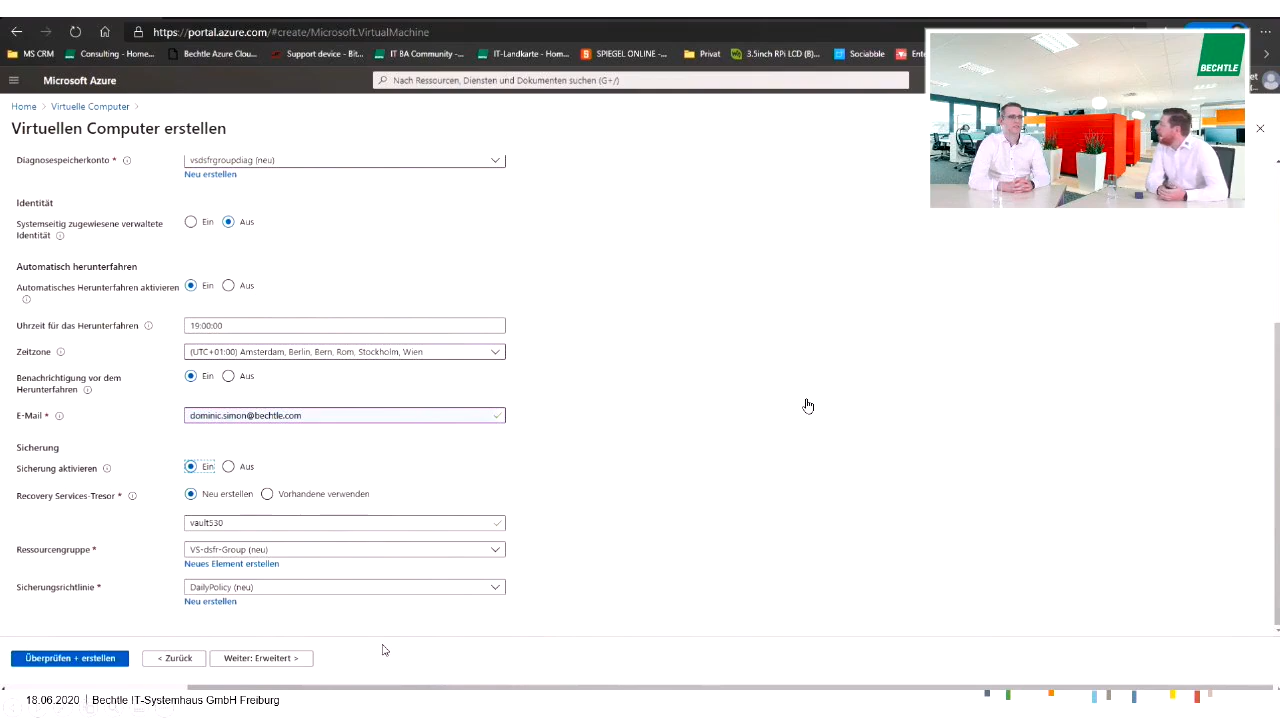 https://portal.azure.com/#create/Microsoft.VirtualMachine
MS CRM
Consulting - Home...
IT BA Community -...
Bechtle Azure Clou...
Support device - Bit...
IT-Landkarte - Hom...
SPIEGEL ONLINE -...
Privat
3.5inch RPi LCD (B)...
Sociabble
Ente
Microsoft Azure
Nach Ressourcen, Diensten und Dokumenten suchen (G+/)
BECHTLE
Home > Virtuelle Computer >
Virtuellen Computer erstellen
Diagnosespeicherkonto *
vsdsfrgroupdiag (neu)
Neu erstellen
Identität
Systemseitig zugewiesene verwaltete Identität
Ein Aus
Automatisch herunterfahren
Automatisches Herunterfahren aktivieren
Ein Aus
Uhrzeit für das Herunterfahren
19:00:00
Zeitzone
(UTC+01:00) Amsterdam, Berlin, Bern, Rom, Stockholm, Wien
Benachrichtigung vor dem Herunterfahren
Ein Aus
E-Mail *
dominic.simon@bechtle.com
Sicherung
Sicherung aktivieren
Ein Aus
Recovery Services-Tresor *
Neu erstellen Vorhandene verwenden
vault530
Ressourcengruppe *
VS-dsfr-Group (neu)
Neues Element erstellen
Sicherungsrichtlinie *
DailyPolicy (neu)
Neu erstellen
Überprüfen + erstellen
< Zurück
Weiter: Erweitert >
18.06.2020 | Bechtle IT-Systemhaus GmbH Freiburg